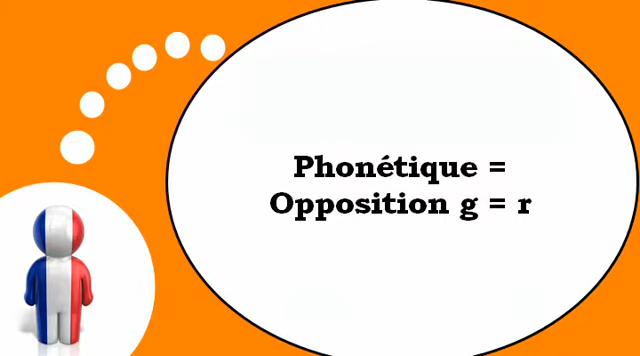 Phonétique =
Opposition g = r